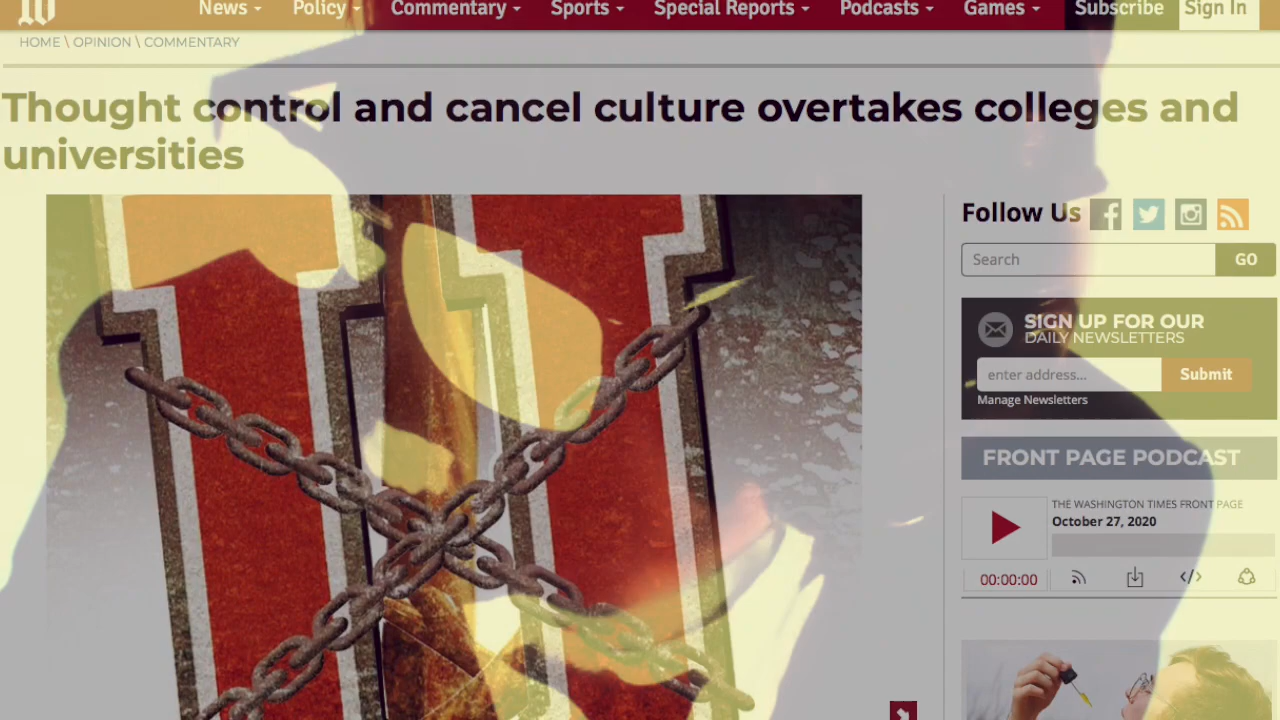 W
News Policy Commentary Sports Special Reports Podcasts Games Subscribe Sign In
HOME \ OPINION \ COMMENTARY
Thought control and cancel culture overtakes colleges and
universities
Follow Us
Search GO
SIGN UP FOR OUR
DAILY NEWSLETTERS
enter address... Submit
Manage Newsletters
FRONT PAGE PODCAST
THE WASHINGTON TIMES FRONT PAGE
October 27, 2020
00:00:00